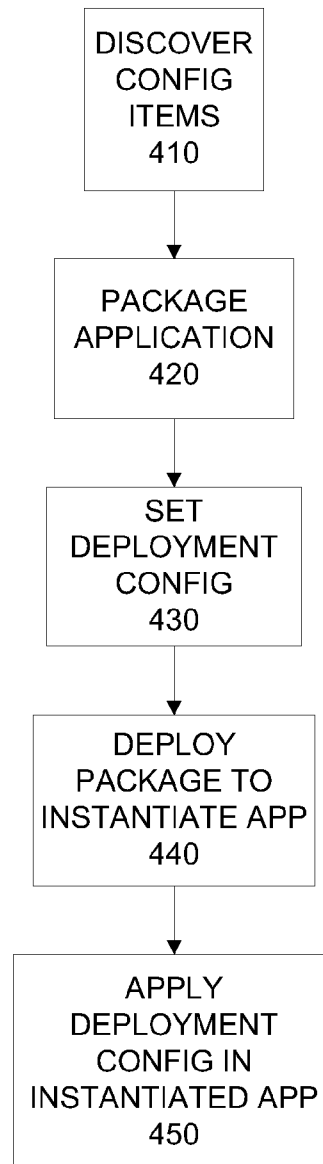 DISCOVER
CONFIG
ITEMS
410
PACKAGE
APPLICATION
420
SET
DEPLOYMENT
CONFIG
430
DEPLOY
PACKAGE TO
INSTANTIATE APP
440
APPLY
DEPLOYMENT
CONFIG IN
INSTANTIATED APP
450